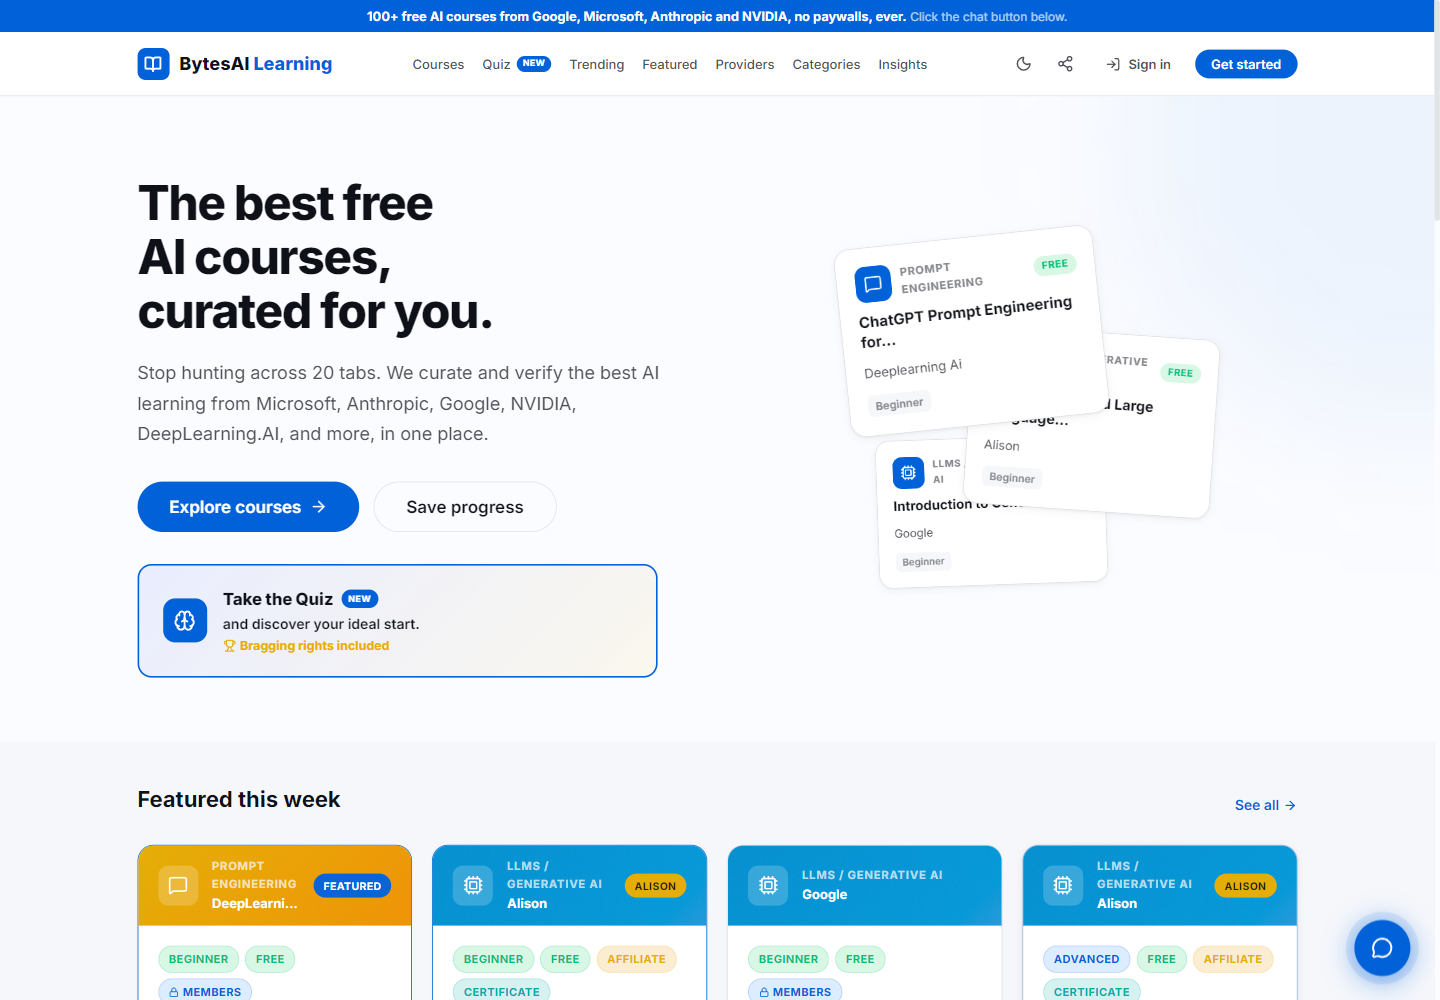 100+ free AI courses from Google, Microsoft, Anthropic and NVIDIA, no paywalls, ever. Click the chat button below.
BytesAI Learning
Courses Quiz NEW Trending Featured Providers Categories Insights
Sign in
Get started
The best free
AI courses,
curated for you.
Stop hunting across 20 tabs. We curate and verify the best AI
learning from Microsoft, Anthropic, Google, NVIDIA,
DeepLearning.AI, and more, in one place.
Explore courses
Save progress
Take the Quiz NEW
and discover your ideal start.
Bragging rights included
PROMPT
ENGINEERING
FREE
ChatGPT Prompt Engineering
for...
Deeplearning Ai
Beginner
FREE
Large
Alison
Beginner
LLMS
AI
Introduction to
Google
Beginner
Featured this week
See all
PROMPT
ENGINEERING
DeepLearni...
FEATURED
BEGINNER FREE
MEMBERS
LLMS /
GENERATIVE AI
Alison
ALISON
BEGINNER FREE AFFILIATE
CERTIFICATE
LLMS / GENERATIVE AI
Google
BEGINNER FREE
MEMBERS
LLMS /
GENERATIVE AI
Alison
ALISON
ADVANCED FREE AFFILIATE
CERTIFICATE